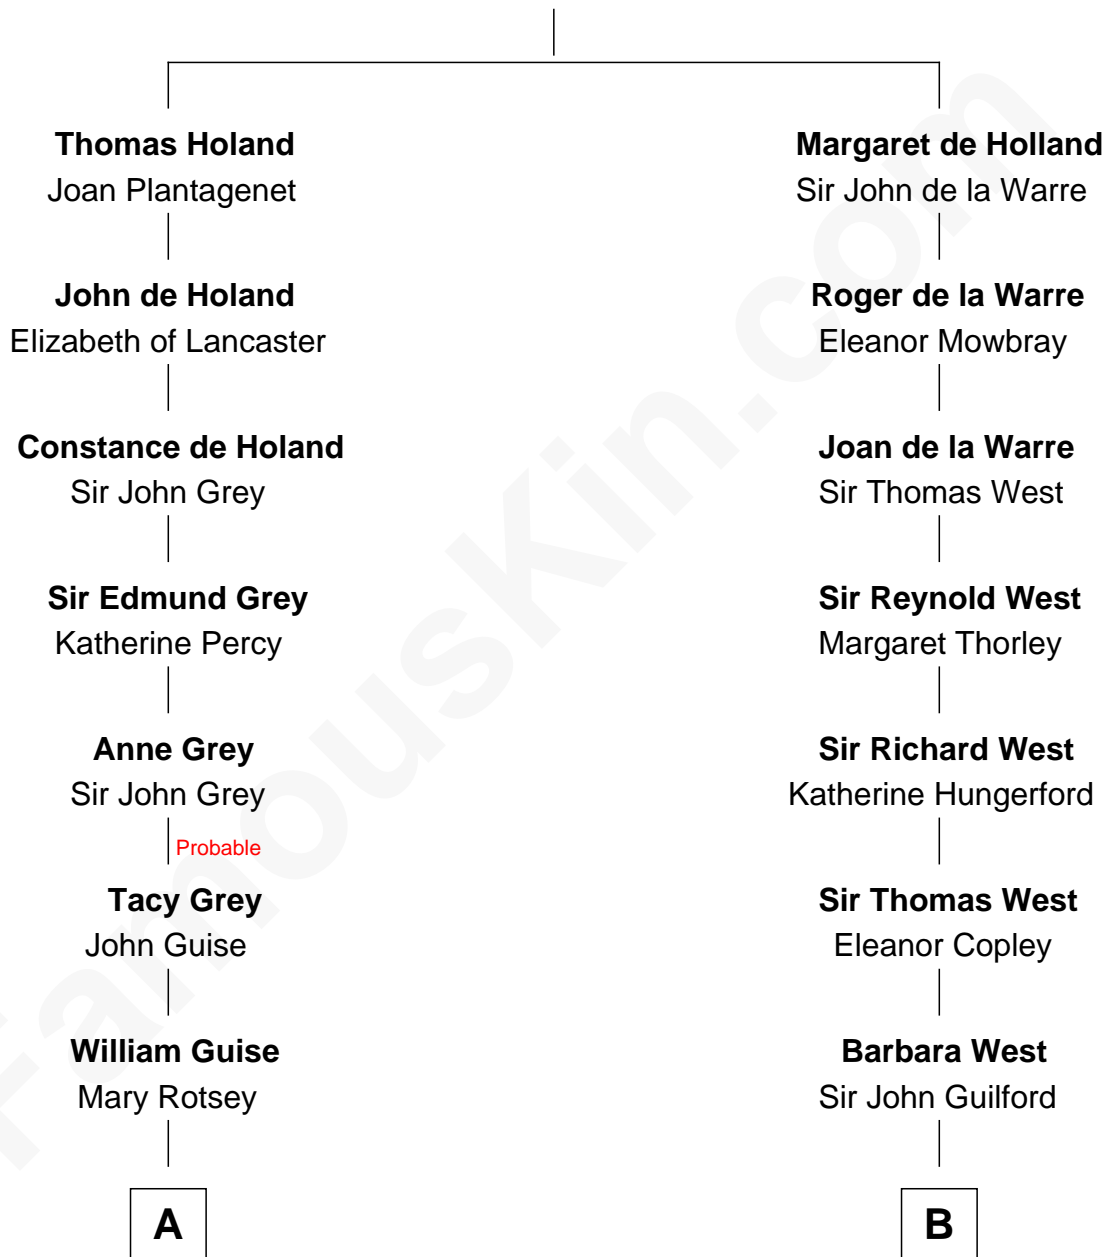 Thomas Holand
Joan Plantagenet
John de Holand
Elizabeth of Lancaster
Constance de Holand
Sir John Grey
Sir Edmund Grey
Katherine Percy
Anne Grey
Sir John Grey
Probable
Tacy Grey
John Guise
William Guise
Mary Rotsey
A
Margaret de Holland
Sir John de la Warre
Roger de la Warre
Eleanor Mowbray
Joan de la Warre
Sir Thomas West
Sir Reynold West
Margaret Thorley
Sir Richard West
Katherine Hungerford
Sir Thomas West
Eleanor Copley
Barbara West
Sir John Guilford
B
FamousKin.com